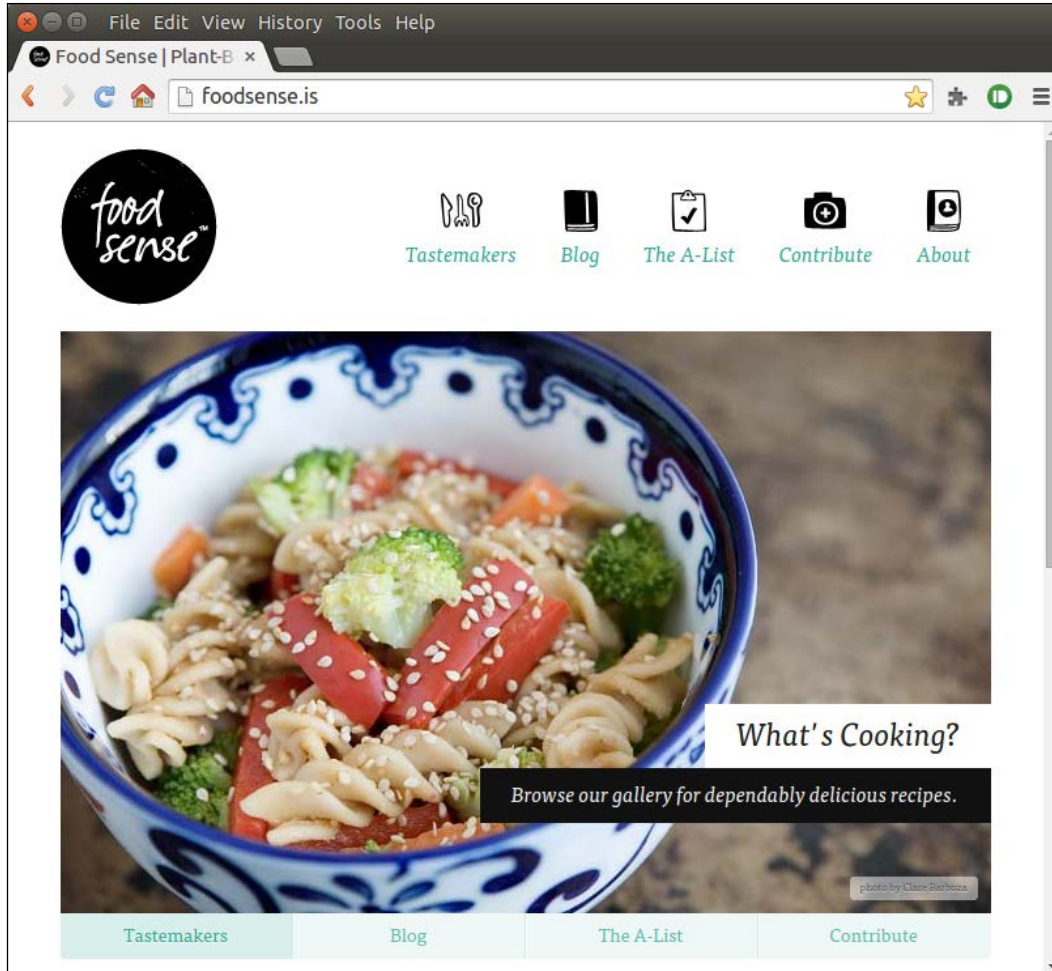 File Edit View History Tools Help
Food Sense | Plant-B
foodsense.is
food
sense™
Tastemakers Blog The A-List Contribute About
What's Cooking?
Browse our gallery for dependably delicious recipes.
photo by Clare Barboza
Tastemakers Blog The A-List Contribute